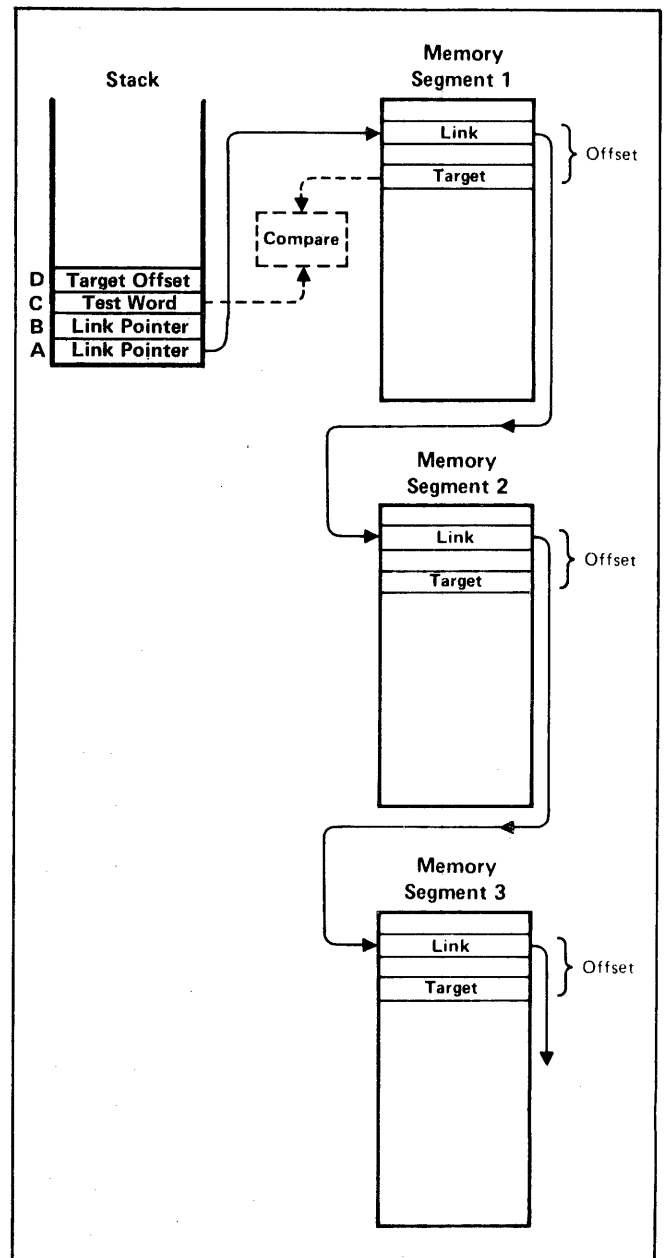 Stack
Memory
Segment 1
Link
Offset
Target
Compare
D Target Offset
C Test Word
B Link Pointer
A Link Pointer
Memory
Segment 2
Link
Offset
Target
Memory
Segment 3
Link
Offset
Target